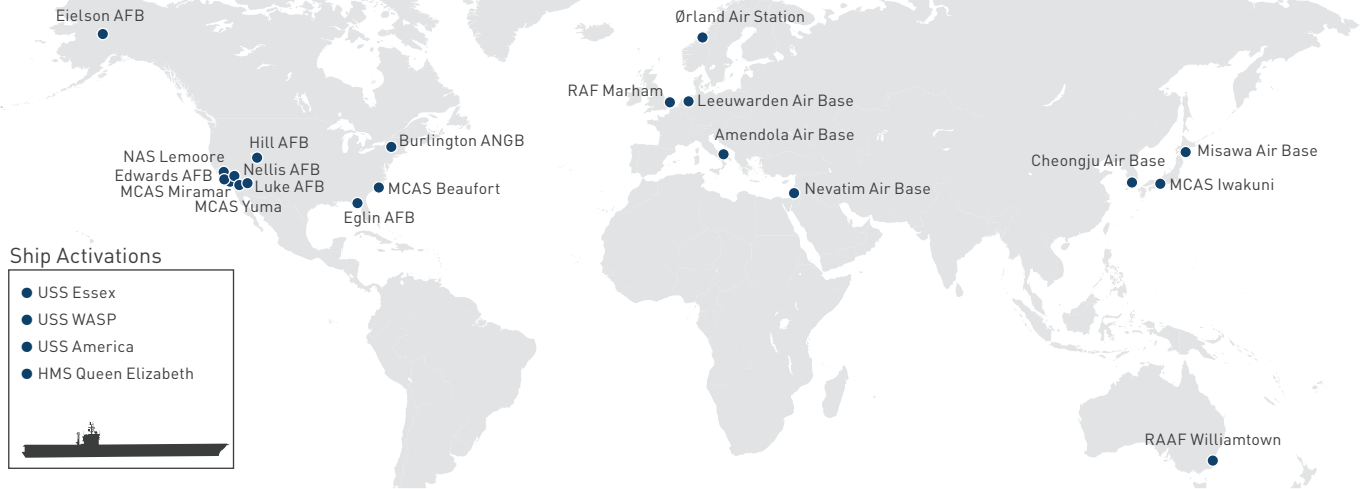 Eielson AFB
Ørland Air Station
RAF Marham
Leeuwarden Air Base
Amendola Air Base
Hill AFB
Burlington ANGB
NAS Lemoore
Edwards AFB
Nellis AFB
MCAS Miramar
Luke AFB
MCAS Yuma
MCAS Beaufort
Eglin AFB
Nevatim Air Base
Cheongju Air Base
Misawa Air Base
MCAS Iwakuni
Ship Activations
USS Essex
USS WASP
USS America
HMS Queen Elizabeth
RAAF Williamtown